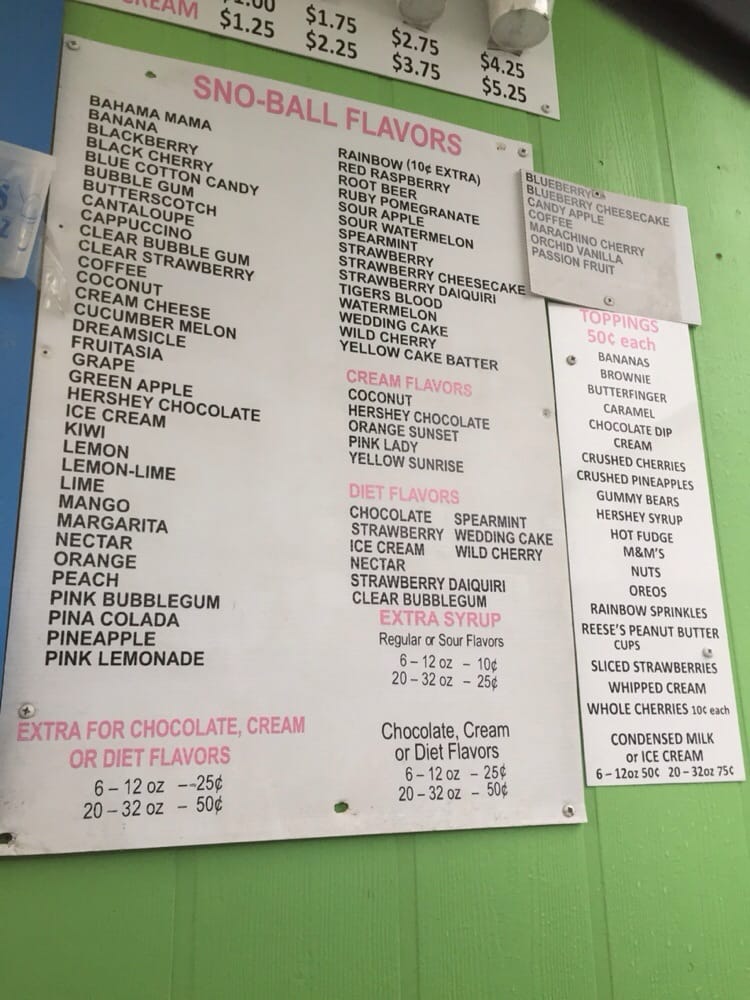 CREAM
$1.00 $1.75 $2.75 $4.25
$1.25 $2.25 $3.75 $5.25
SNO-BALL FLAVORS
BAHAMA MAMA
BANANA
BLACKBERRY
BLACK CHERRY
BLUE COTTON CANDY
BUBBLE GUM
BUTTERSCOTCH
CANTALOUPE
CAPPUCCINO
CLEAR BUBBLE GUM
CLEAR STRAWBERRY
COFFEE
COCONUT
CREAM CHEESE
CUCUMBER MELON
DREAMSICLE
FRUITASIA
GRAPE
GREEN APPLE
HERSHEY CHOCOLATE
ICE CREAM
KIWI
LEMON
LEMON-LIME
LIME
MANGO
MARGARITA
NECTAR
ORANGE
PEACH
PINK BUBBLEGUM
PINA COLADA
PINEAPPLE
PINK LEMONADE
EXTRA FOR CHOCOLATE, CREAM
OR DIET FLAVORS
6 – 12 oz – 25¢
20 – 32 oz – 50¢
RAINBOW (10¢ EXTRA)
RED RASPBERRY
ROOT BEER
RUBY POMEGRANATE
SOUR APPLE
SOUR WATERMELON
SPEARMINT
STRAWBERRY
STRAWBERRY CHEESECAKE
STRAWBERRY DAIQUIRI
TIGERS BLOOD
WATERMELON
WEDDING CAKE
WILD CHERRY
YELLOW CAKE BATTER
CREAM FLAVORS
COCONUT
HERSHEY CHOCOLATE
ORANGE SUNSET
PINK LADY
YELLOW SUNRISE
DIET FLAVORS
CHOCOLATE SPEARMINT
STRAWBERRY WEDDING CAKE
ICE CREAM WILD CHERRY
NECTAR
STRAWBERRY DAIQUIRI
CLEAR BUBBLEGUM
EXTRA SYRUP
Regular or Sour Flavors
6 – 12 oz – 10¢
20 – 32 oz – 25¢
Chocolate, Cream
or Diet Flavors
6 – 12 oz – 25¢
20 – 32 oz – 50¢
BLUEBERRY
BLUEBERRY CHEESECAKE
CANDY APPLE
COFFEE
MARACHINO CHERRY
ORCHID VANILLA
PASSION FRUIT
TOPPINGS
50¢ each
BANANAS
BROWNIE
BUTTERFINGER
CARAMEL
CHOCOLATE DIP
CREAM
CRUSHED CHERRIES
CRUSHED PINEAPPLES
GUMMY BEARS
HERSHEY SYRUP
HOT FUDGE
M&M'S
NUTS
OREOS
RAINBOW SPRINKLES
REESE'S PEANUT BUTTER
CUPS
SLICED STRAWBERRIES
WHIPPED CREAM
WHOLE CHERRIES 10¢ each
CONDENSED MILK
or ICE CREAM
6 – 12oz 50¢ 20 – 32oz 75¢